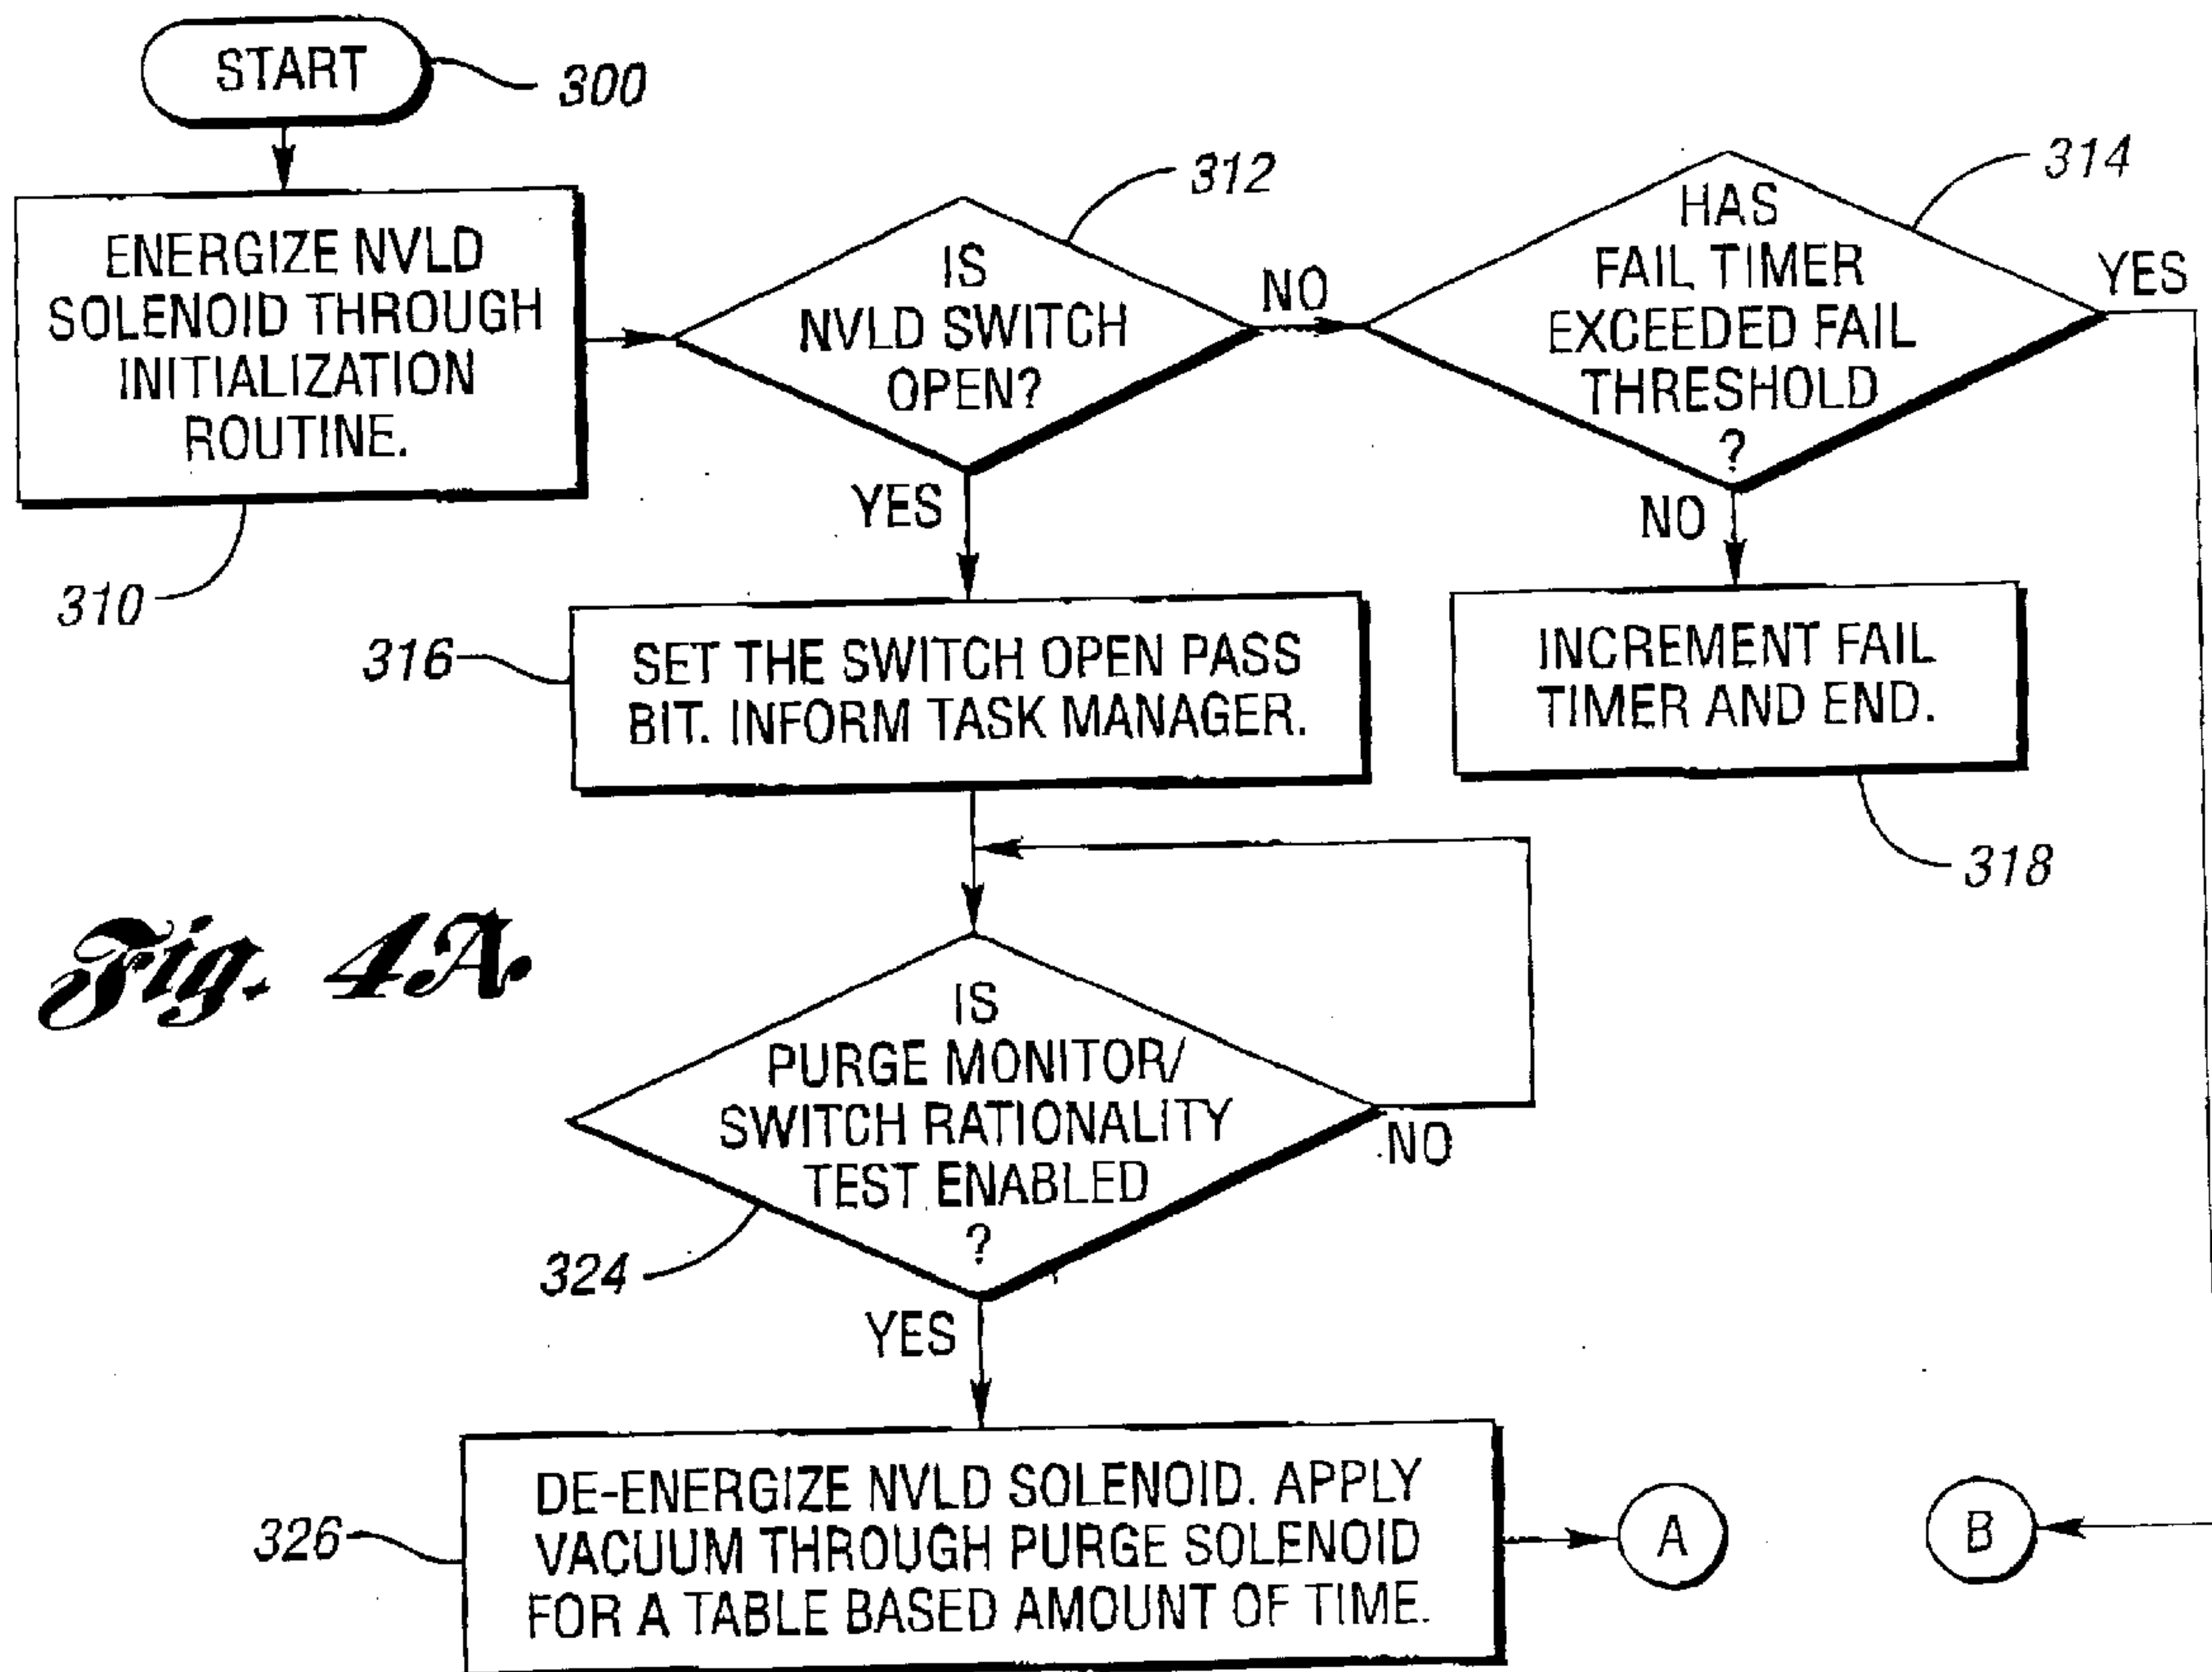 START
300
ENERGIZE NVLD
SOLENOID THROUGH
INITIALIZATION
ROUTINE.
310
312
IS
NVLD SWITCH
OPEN?
NO
YES
314
HAS
FAIL TIMER
EXCEEDED FAIL
THRESHOLD
?
YES
NO
316
SET THE SWITCH OPEN PASS
BIT. INFORM TASK MANAGER.
INCREMENT FAIL
TIMER AND END.
318
Fig. 4A.
IS
PURGE MONITOR/
SWITCH RATIONALITY
TEST ENABLED
?
NO
324
YES
326
DE-ENERGIZE NVLD SOLENOID. APPLY
VACUUM THROUGH PURGE SOLENOID
FOR A TABLE BASED AMOUNT OF TIME.
A
B